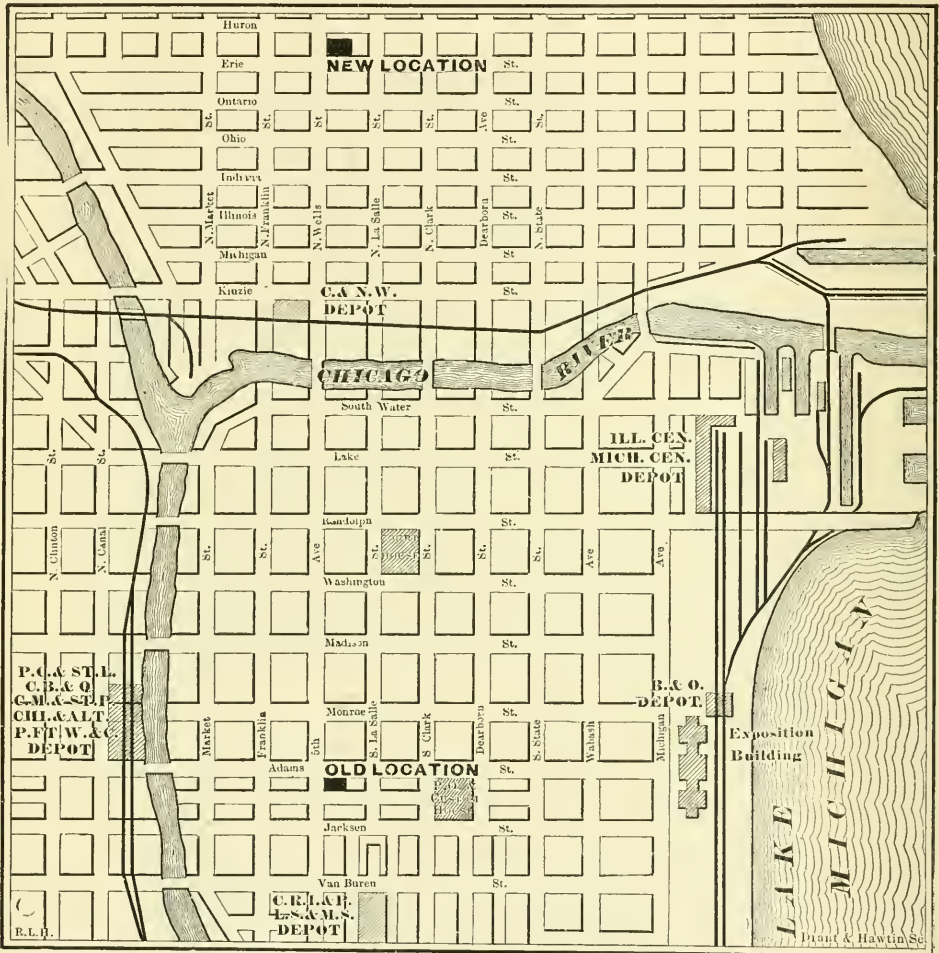 Huron
Erie St.
NEW LOCATION
Ontario St.
St. St. St St. St. Ave St.
Ohio St.
Indiana St.
N. Market N. Franklin N. Wells N. La Salle N. Clark Dearborn N. State
Illinois St.
Michigan St
Kinzie St.
C. & N. W.
DEPOT
CHICAGO RIVER
South Water St.
ILL. CEN.
MICH. CEN.
DEPOT
Lake St.
St. St.
Randolph St.
N. Clinton N. Canal
St. St. Ave St. St. St. St. Ave Ave.
Washington St.
Madison St.
P. C. & ST. L.
C. B. & Q.
C. M. & ST. P.
CHI. & ALT.
P. FT. W. & C.
DEPOT
B. & O.
DEPOT.
Monroe St.
Market Franklin 5th S. La Salle S. Clark Dearborn S. State Wabash Michigan
Exposition
Building
Adams St.
OLD LOCATION
Jackson St.
Van Buren St.
C. R. I. & P.
L. S. & M. S.
DEPOT
LAKE MICHIGAN
R. L. H.